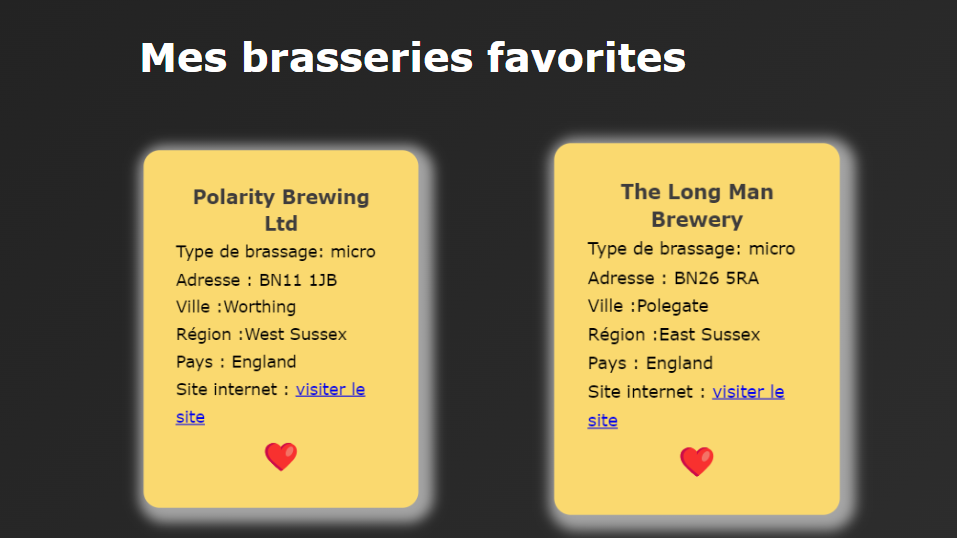 Mes brasseries favorites
Polarity Brewing
Ltd
Type de brassage: micro
Adresse : BN11 1JB
Ville :Worthing
Région :West Sussex
Pays : England
Site internet : visiter le
site
The Long Man
Brewery
Type de brassage: micro
Adresse : BN26 5RA
Ville :Polegate
Région :East Sussex
Pays : England
Site internet : visiter le
site